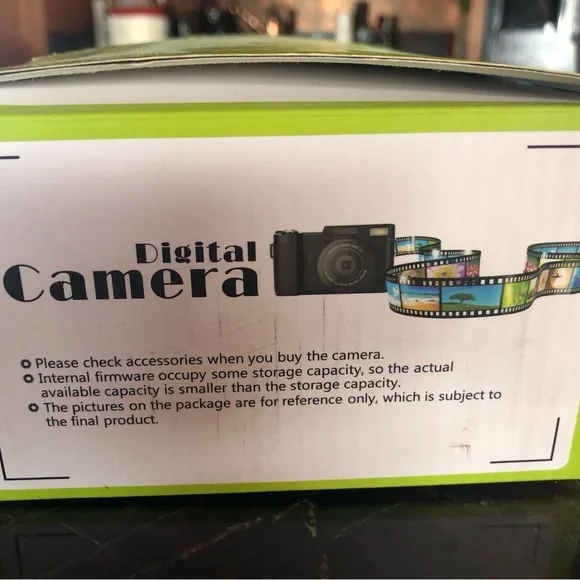 Digital
Camera
Please check accessories when you buy the camera.
Internal firmware occupy some storage capacity, so the actual
available capacity is smaller than the storage capacity.
The pictures on the package are for reference only, which is subject to
the final product.